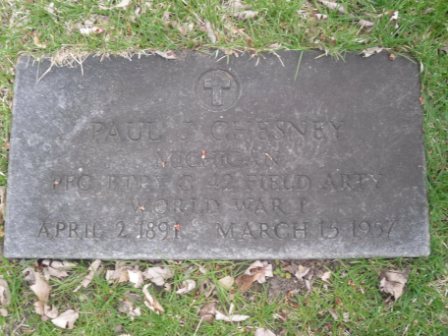 PAUL J CHESNEY
MICHIGAN
PFC BTRY C 42 FIELD ARTY
WORLD WAR I
APRIL 2 1891 MARCH 15 1957